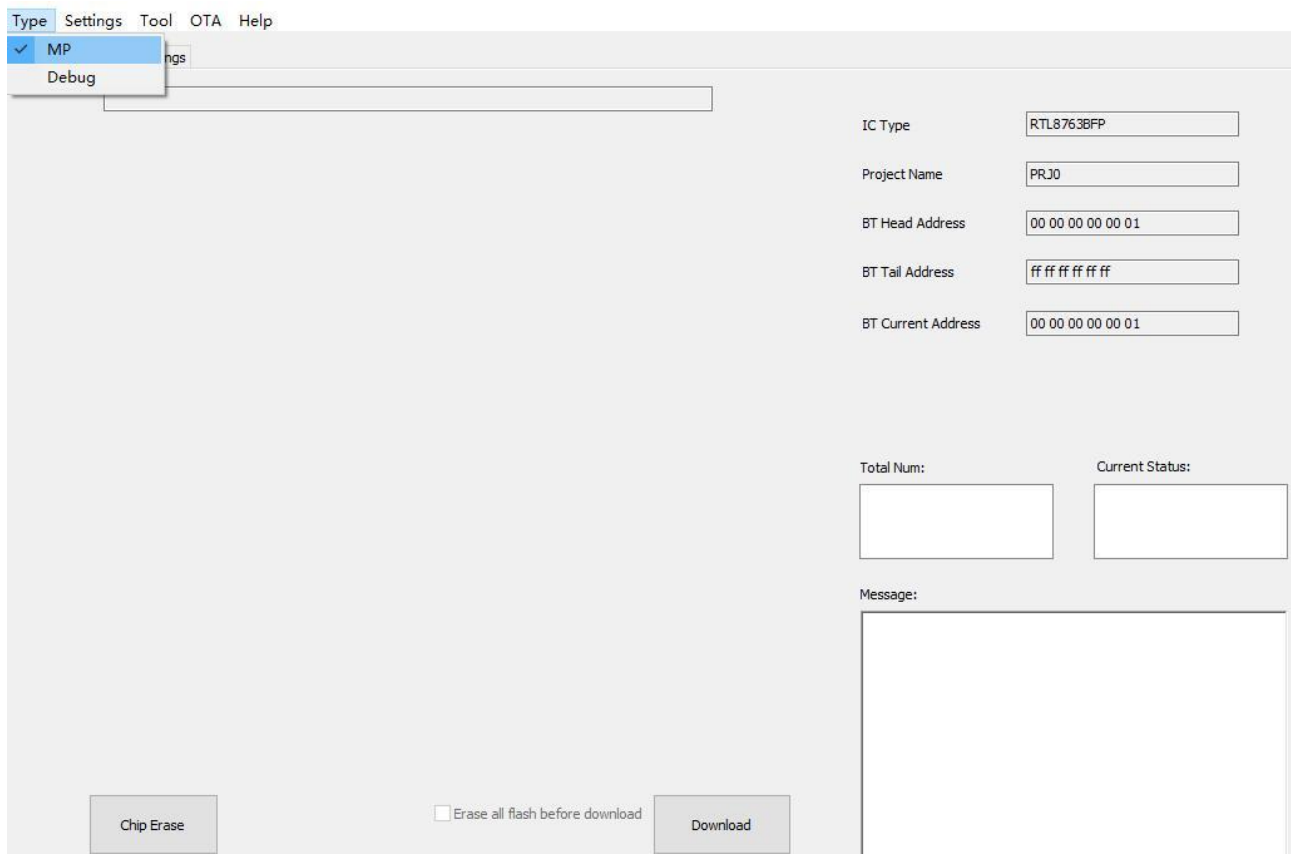 Type Settings Tool OTA Help
MP
ngs
Debug
IC Type RTL8763BFP
Project Name PRJ0
BT Head Address 00 00 00 00 00 01
BT Tail Address ff ff ff ff ff ff
BT Current Address 00 00 00 00 00 01
Total Num: Current Status:
Message:
Chip Erase Erase all flash before download Download